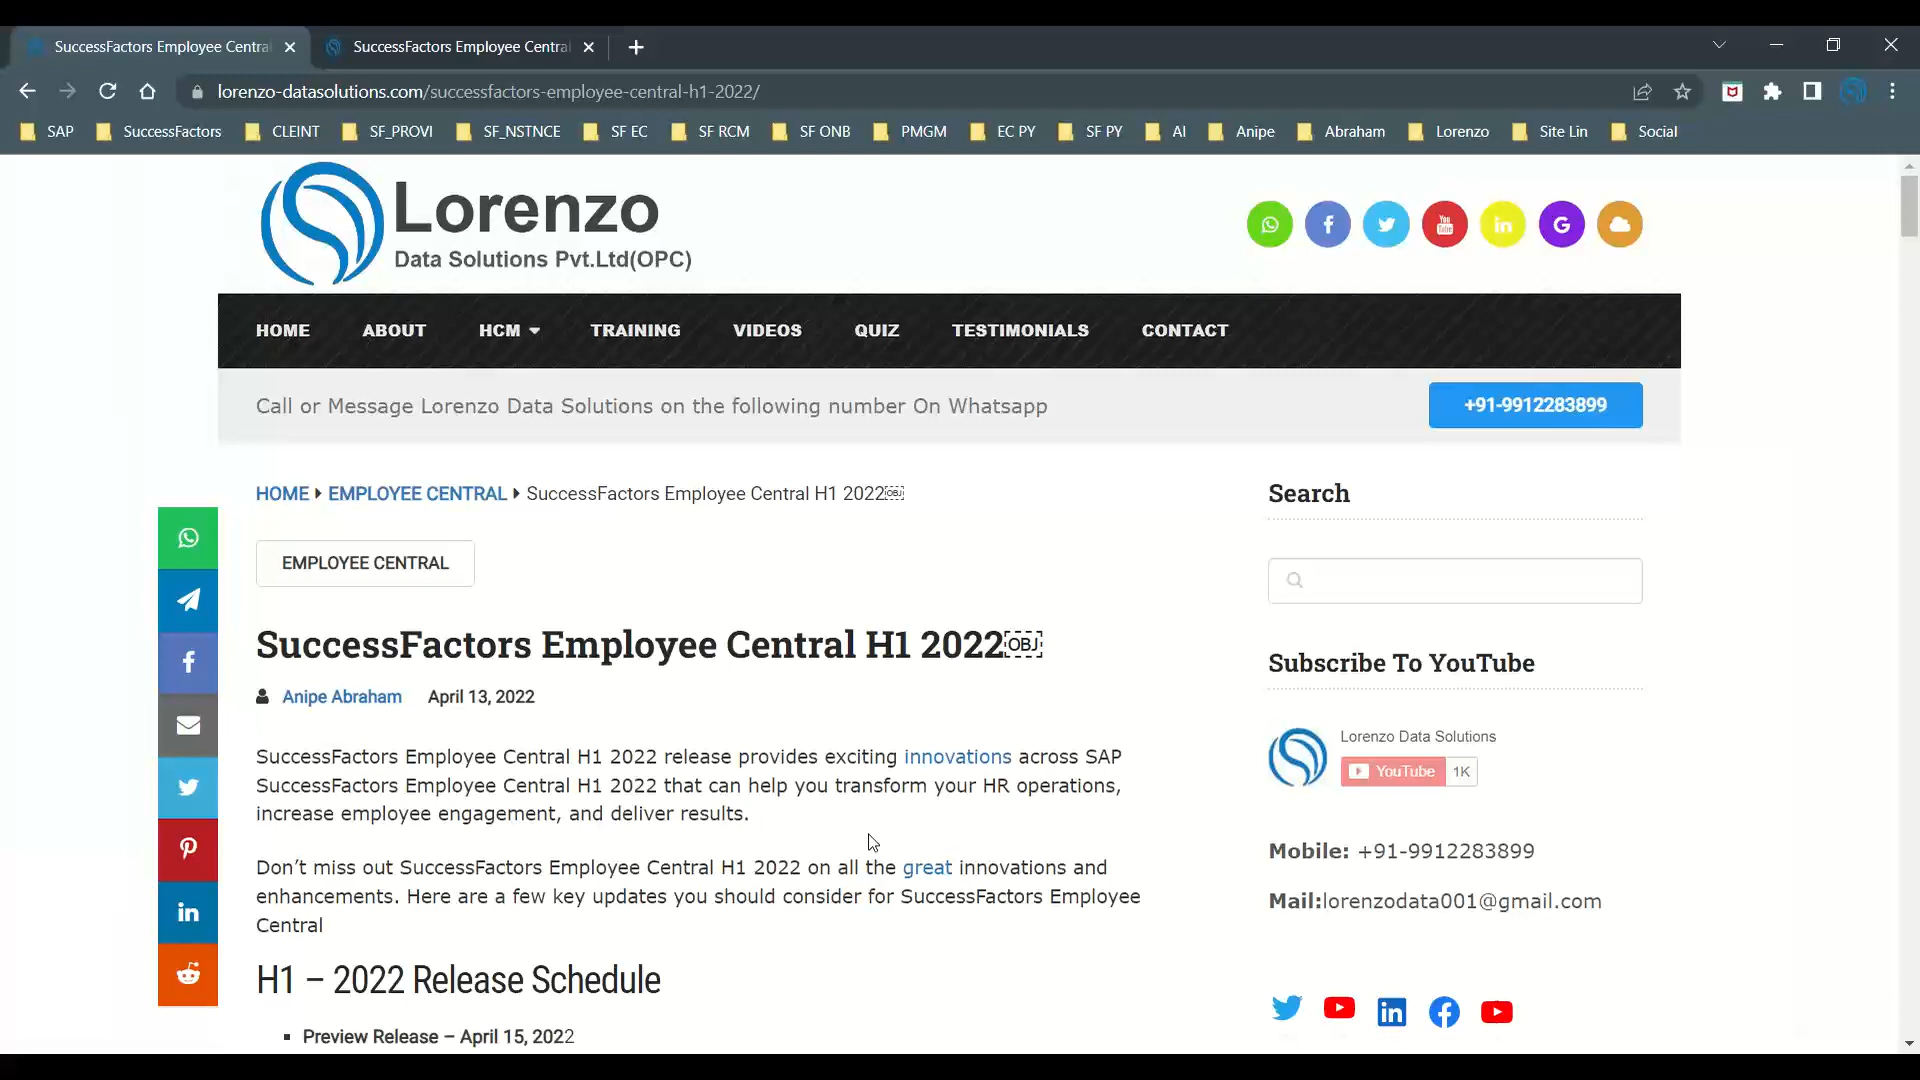 SuccessFactors Employee Centra
SuccessFactors Employee Centra
lorenzo-datasolutions.com/successfactors-employee-central-h1-2022/
SAP SuccessFactors CLEINT SF_PROVI SF_NSTNCE SF EC SF RCM SF ONB PMGM EC PY SF PY AI Anipe Abraham Lorenzo Site Lin Social
Lorenzo
Data Solutions Pvt.Ltd(OPC)
HOME ABOUT HCM TRAINING VIDEOS QUIZ TESTIMONIALS CONTACT
Call or Message Lorenzo Data Solutions on the following number On Whatsapp
+91-9912283899
HOME EMPLOYEE CENTRAL SuccessFactors Employee Central H1 2022￼
EMPLOYEE CENTRAL
SuccessFactors Employee Central H1 2022￼
Anipe Abraham April 13, 2022
SuccessFactors Employee Central H1 2022 release provides exciting innovations across SAP
SuccessFactors Employee Central H1 2022 that can help you transform your HR operations,
increase employee engagement, and deliver results.
Don’t miss out SuccessFactors Employee Central H1 2022 on all the great innovations and
enhancements. Here are a few key updates you should consider for SuccessFactors Employee
Central
H1 – 2022 Release Schedule
Preview Release – April 15, 2022
Search
Subscribe To YouTube
Lorenzo Data Solutions
YouTube 1K
Mobile: +91-9912283899
Mail:lorenzodata001@gmail.com